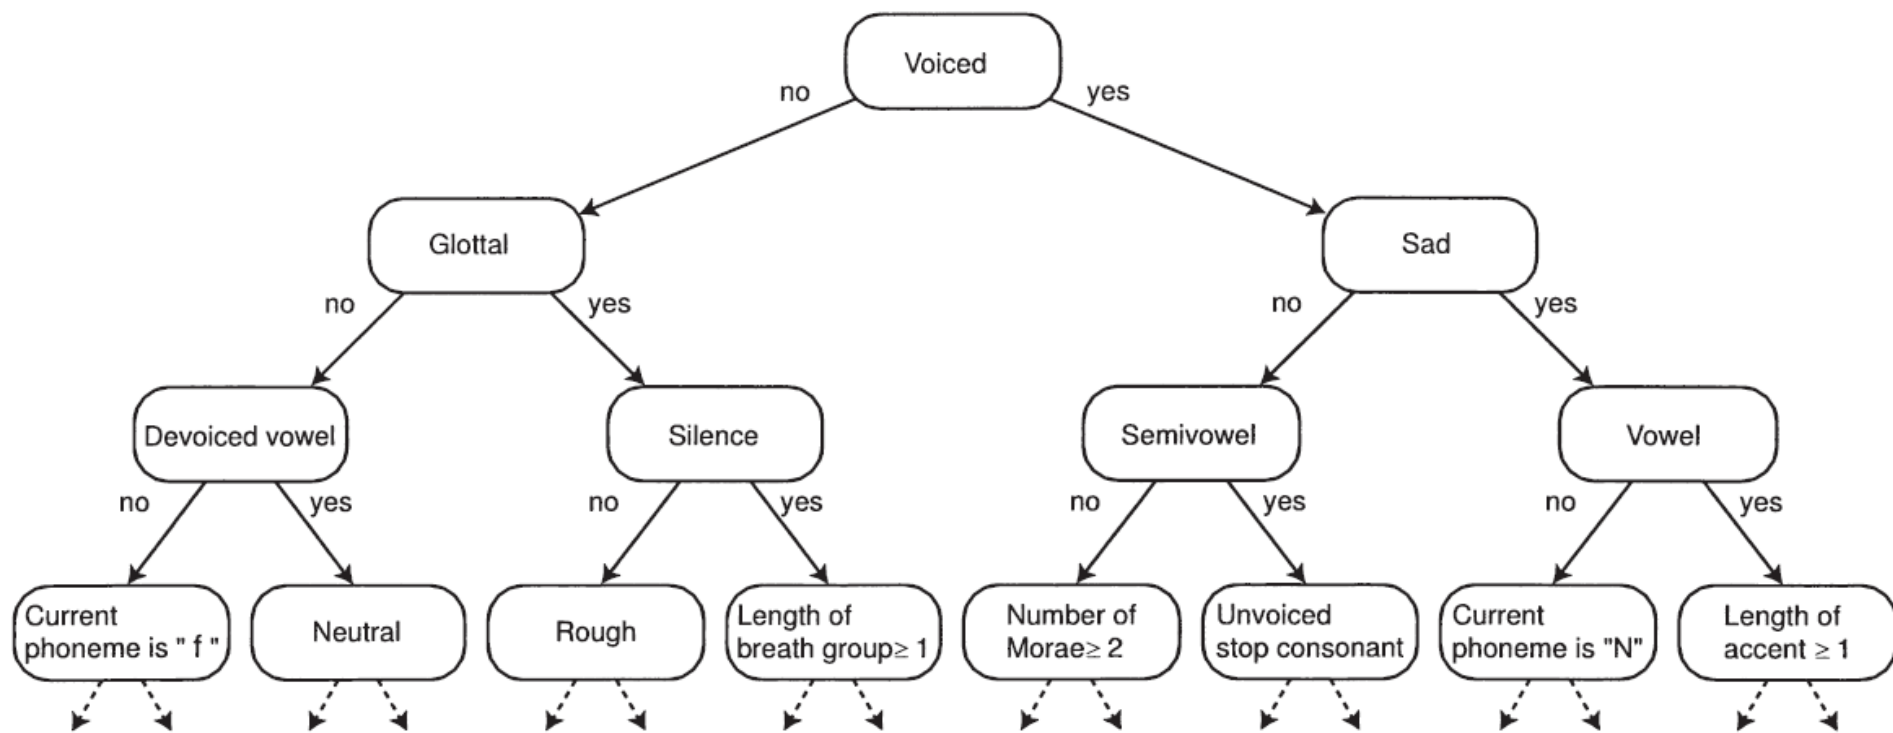 Voiced
no
yes
Glottal
Sad
no
yes
no
yes
Devoiced vowel
Silence
Semivowel
Vowel
no
yes
no
yes
no
yes
no
yes
Current
phoneme is " f "
Neutral
Rough
Length of
breath group≥ 1
Number of
Morae≥ 2
Unvoiced
stop consonant
Current
phoneme is "N"
Length of
accent ≥ 1